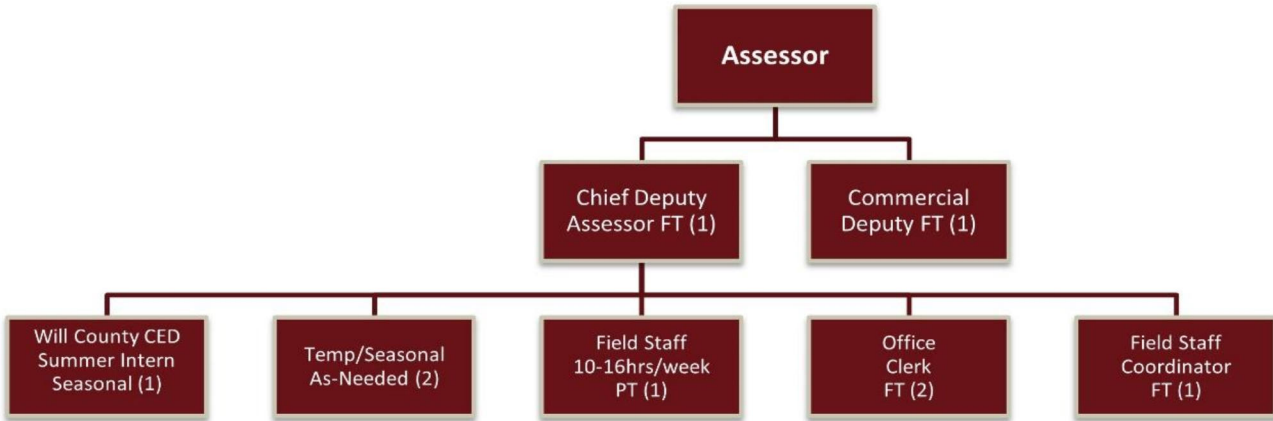 Assessor
Chief Deputy
Assessor FT (1)
Commercial
Deputy FT (1)
Will County CED
Summer Intern
Seasonal (1)
Temp/Seasonal
As-Needed (2)
Field Staff
10-16hrs/week
PT (1)
Office
Clerk
FT (2)
Field Staff
Coordinator
FT (1)